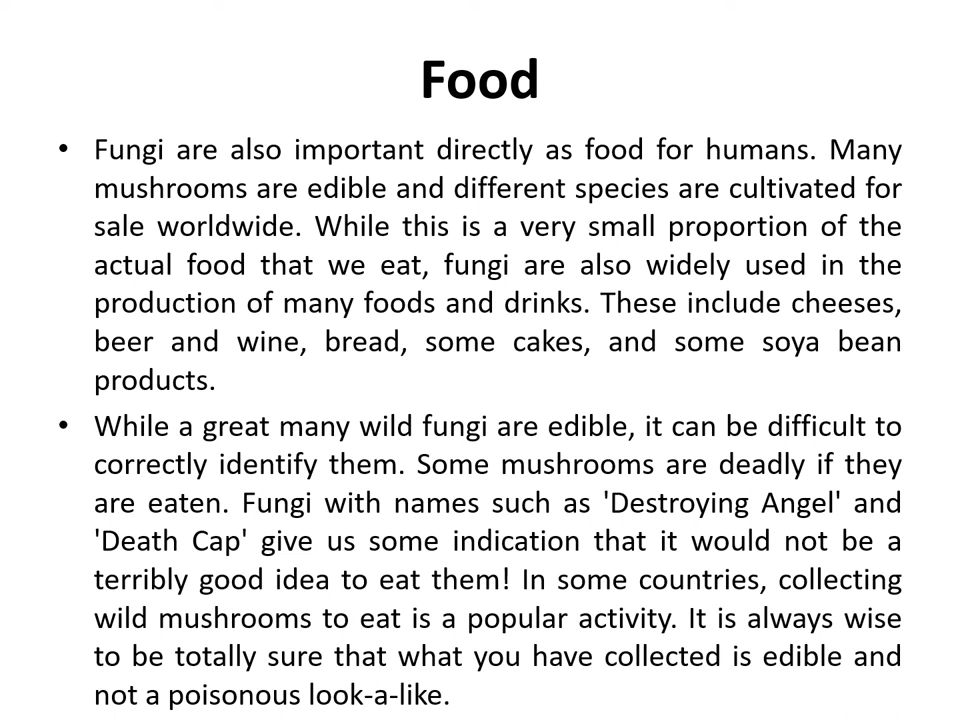 Food
• Fungi are also important directly as food for humans. Many
mushrooms are edible and different species are cultivated for
sale worldwide. While this is a very small proportion of the
actual food that we eat, fungi are also widely used in the
production of many foods and drinks. These include cheeses,
beer and wine, bread, some cakes, and some soya bean
products.
• While a great many wild fungi are edible, it can be difficult to
correctly identify them. Some mushrooms are deadly if they
are eaten. Fungi with names such as 'Destroying Angel' and
'Death Cap' give us some indication that it would not be a
terribly good idea to eat them! In some countries, collecting
wild mushrooms to eat is a popular activity. It is always wise
to be totally sure that what you have collected is edible and
not a poisonous look-a-like.